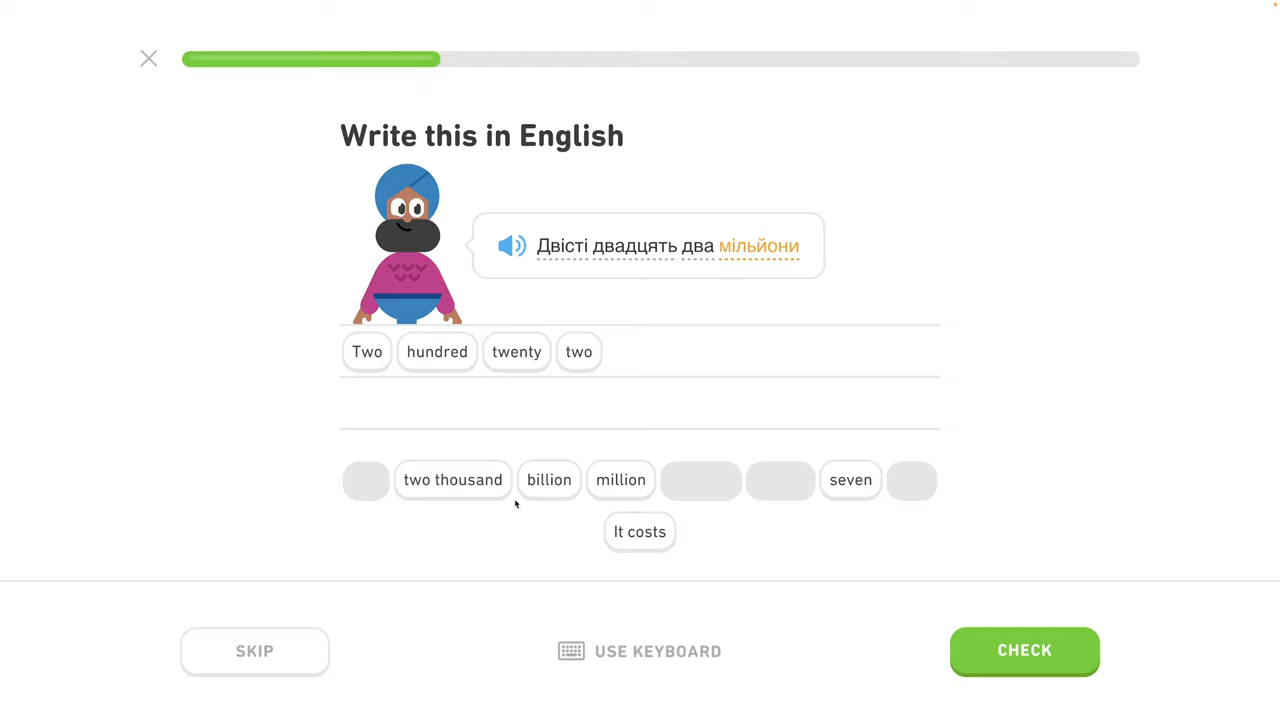 Write this in English
Двісті двадцять два мільйони
Two hundred twenty two
two thousand billion million seven
It costs
SKIP USE KEYBOARD CHECK